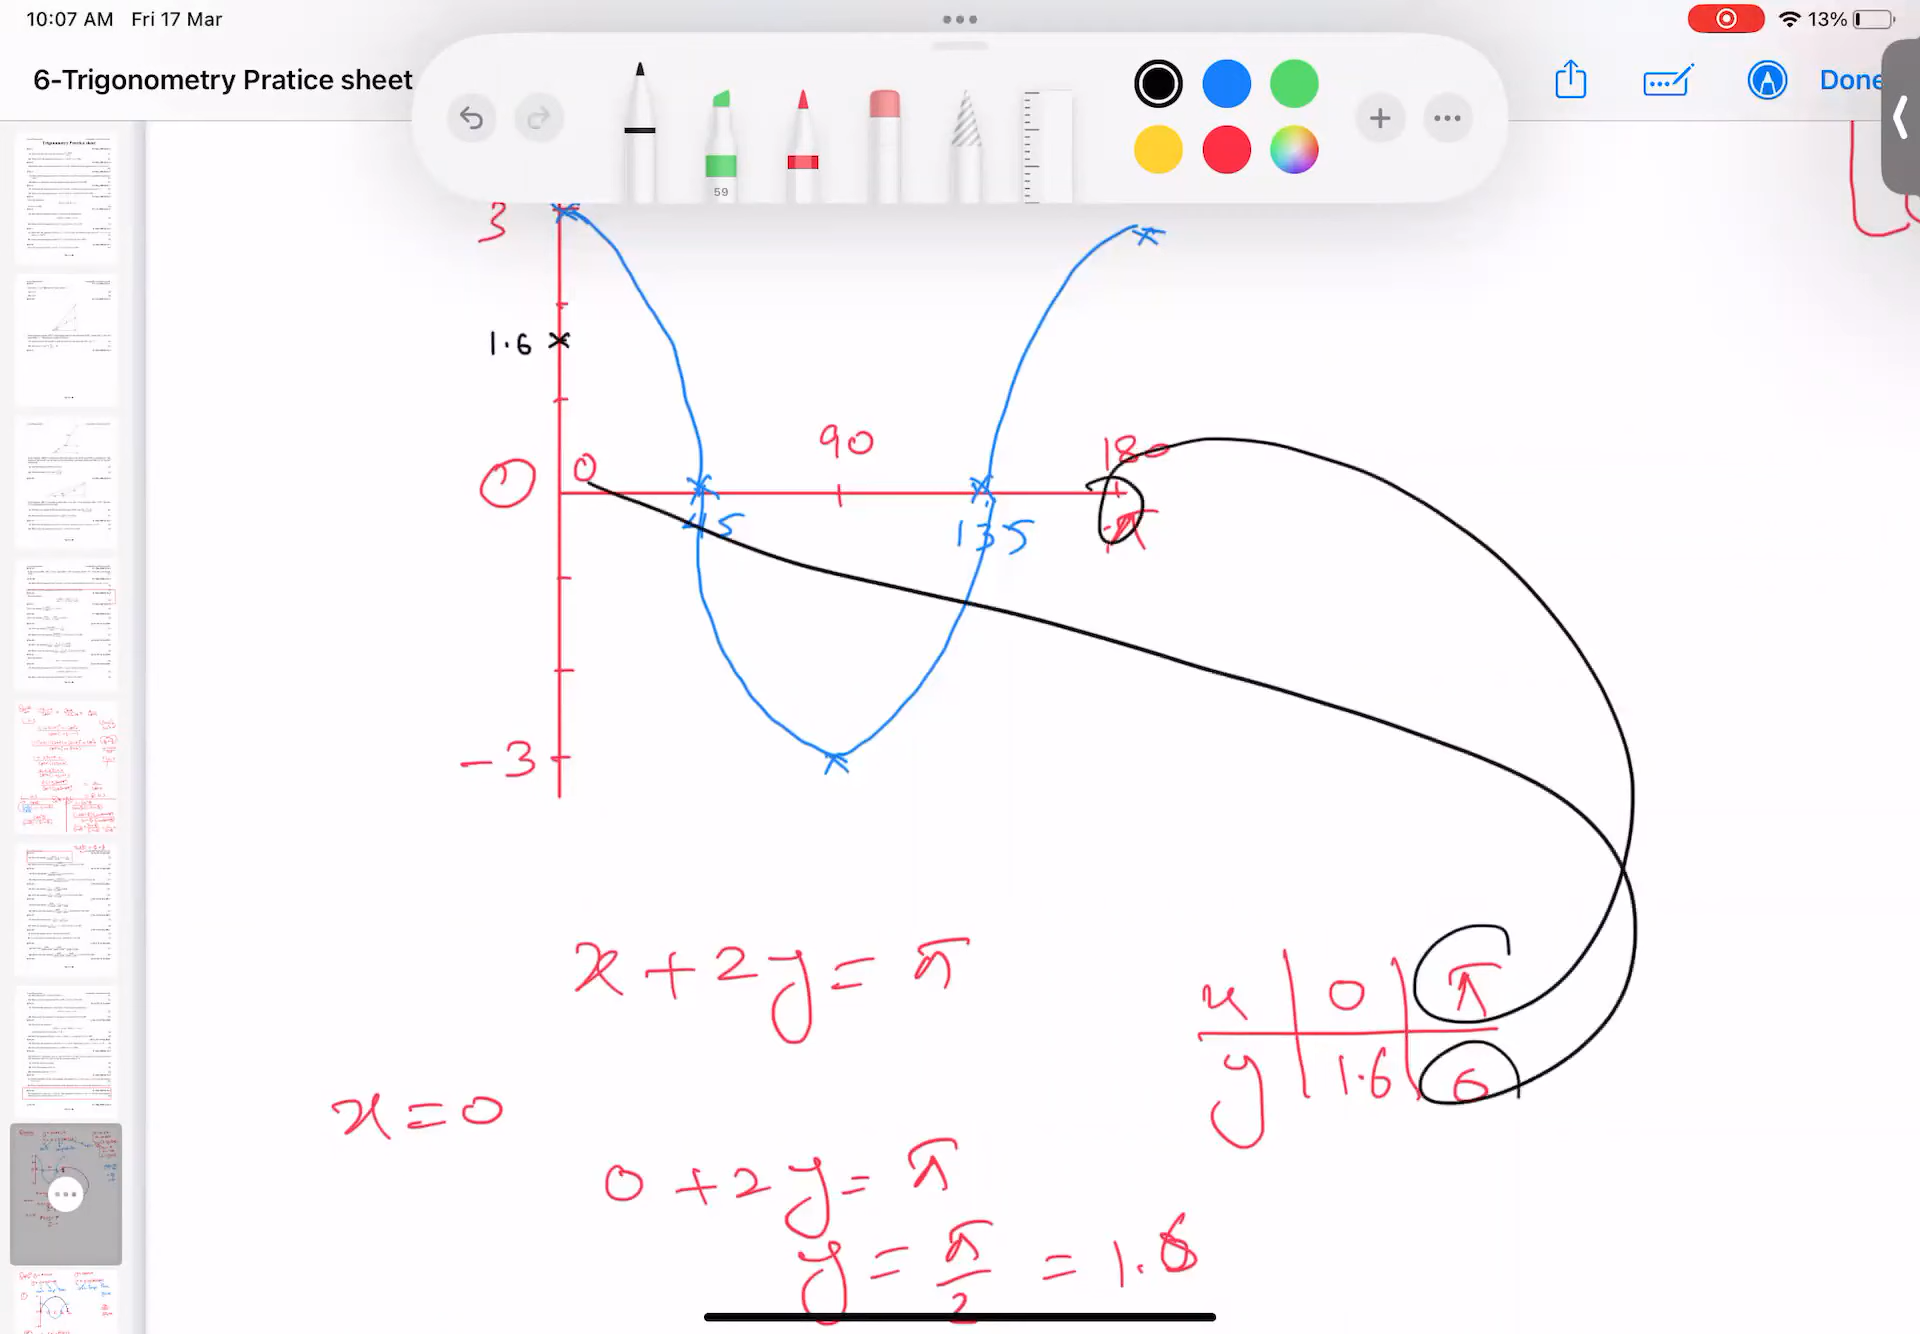 10:07 AM Fri 17 Mar
13%
6-Trigonometry Pratice sheet
Done
59
3
1.6
90
180
0
0
π
45
135
-3
x + 2y = π
x | 0 | π
y | 1.6 | 0
x = 0
0 + 2y = π
y = π/2 = 1.6